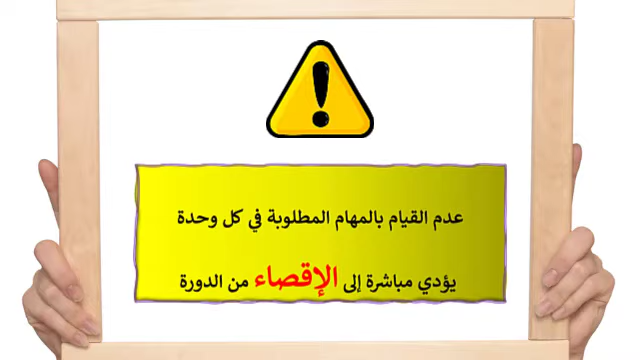 عدم القيام بالمهام المطلوبة في كل وحدة
يؤدي مباشرة إلى الإقصاء من الدورة